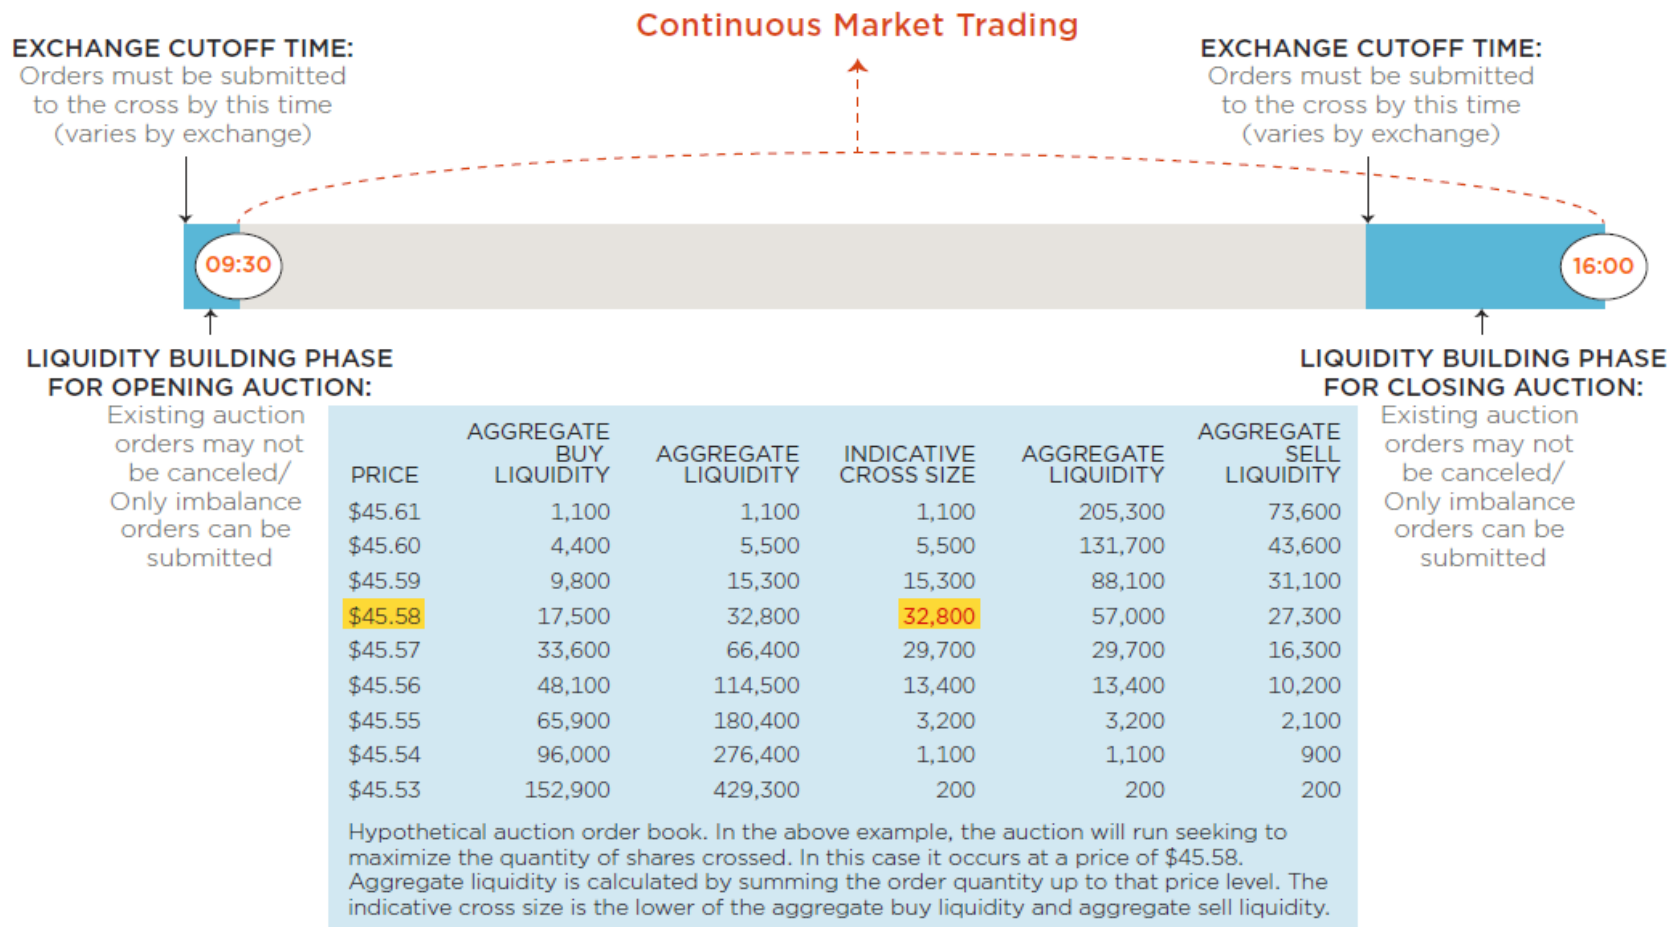 Continuous Market Trading
EXCHANGE CUTOFF TIME:
Orders must be submitted
to the cross by this time
(varies by exchange)
EXCHANGE CUTOFF TIME:
Orders must be submitted
to the cross by this time
(varies by exchange)
09:30
16:00
LIQUIDITY BUILDING PHASE
FOR OPENING AUCTION:
Existing auction
orders may not
be canceled/
Only imbalance
orders can be
submitted
LIQUIDITY BUILDING PHASE
FOR CLOSING AUCTION:
Existing auction
orders may not
be canceled/
Only imbalance
orders can be
submitted
PRICE AGGREGATE BUY LIQUIDITY AGGREGATE LIQUIDITY INDICATIVE CROSS SIZE AGGREGATE LIQUIDITY AGGREGATE SELL LIQUIDITY
$45.61 1,100 1,100 1,100 205,300 73,600
$45.60 4,400 5,500 5,500 131,700 43,600
$45.59 9,800 15,300 15,300 88,100 31,100
$45.58 17,500 32,800 32,800 57,000 27,300
$45.57 33,600 66,400 29,700 29,700 16,300
$45.56 48,100 114,500 13,400 13,400 10,200
$45.55 65,900 180,400 3,200 3,200 2,100
$45.54 96,000 276,400 1,100 1,100 900
$45.53 152,900 429,300 200 200 200
Hypothetical auction order book. In the above example, the auction will run seeking to
maximize the quantity of shares crossed. In this case it occurs at a price of $45.58.
Aggregate liquidity is calculated by summing the order quantity up to that price level. The
indicative cross size is the lower of the aggregate buy liquidity and aggregate sell liquidity.